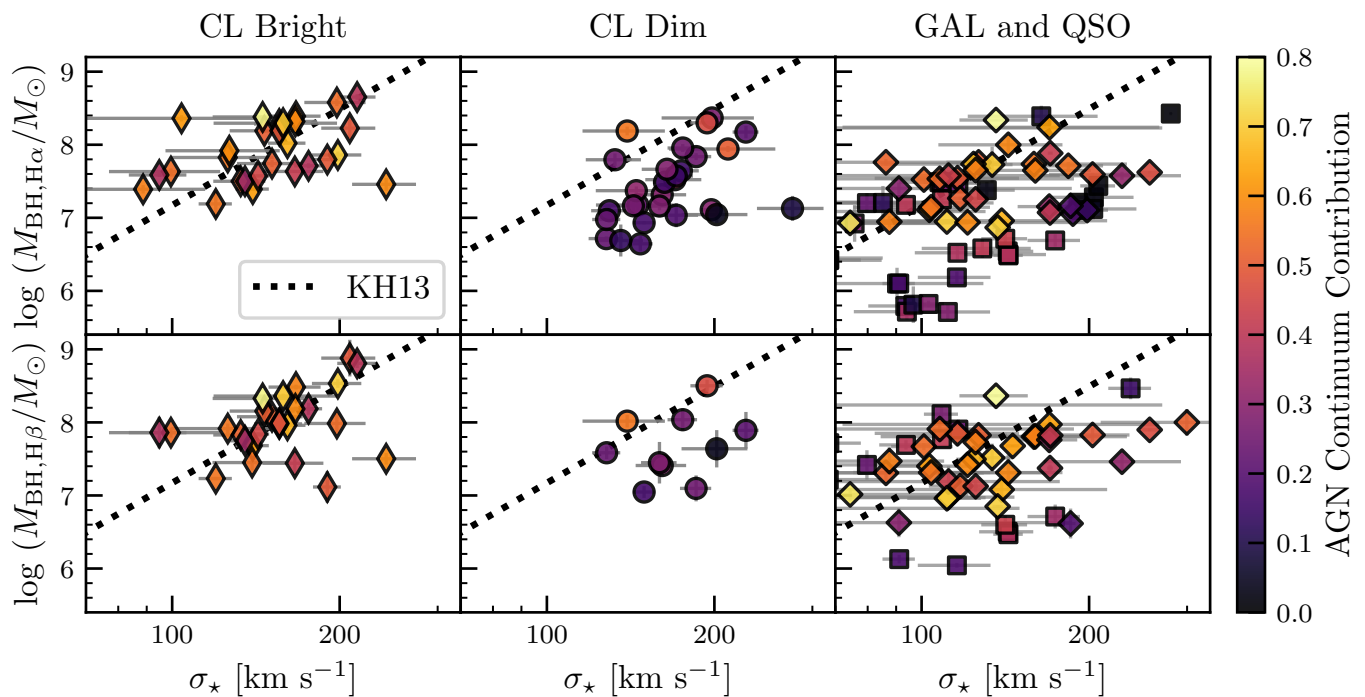 CL Bright CL Dim GAL and QSO
log (M_BH,Hα/M_⊙)
9
8
7
6
KH13
log (M_BH,Hβ/M_⊙)
9
8
7
6
100 200 100 200 100 200
σ⋆ [km s⁻¹] σ⋆ [km s⁻¹] σ⋆ [km s⁻¹]
0.8
0.7
0.6
0.5
0.4
0.3
0.2
0.1
0.0
AGN Continuum Contribution